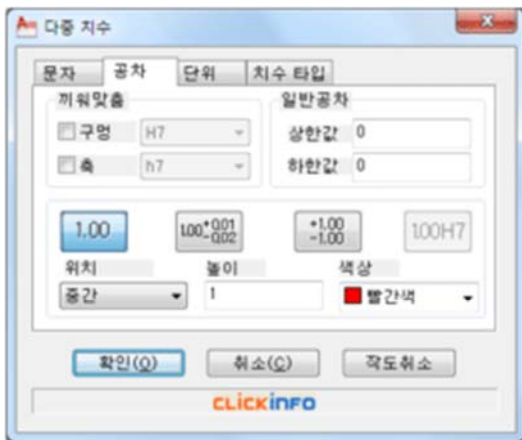 다중 치수
문자 공차 단위 치수 타입
끼워맞춤 일반공차
구멍 H7 상한값 0
축 h7 하한값 0
1.00 1.00+0.01-0.02 +1.00-1.00 1.00H7
위치 높이 색상
중간 1 빨간색
확인(O) 취소(C) 작도취소
CLICKINFO